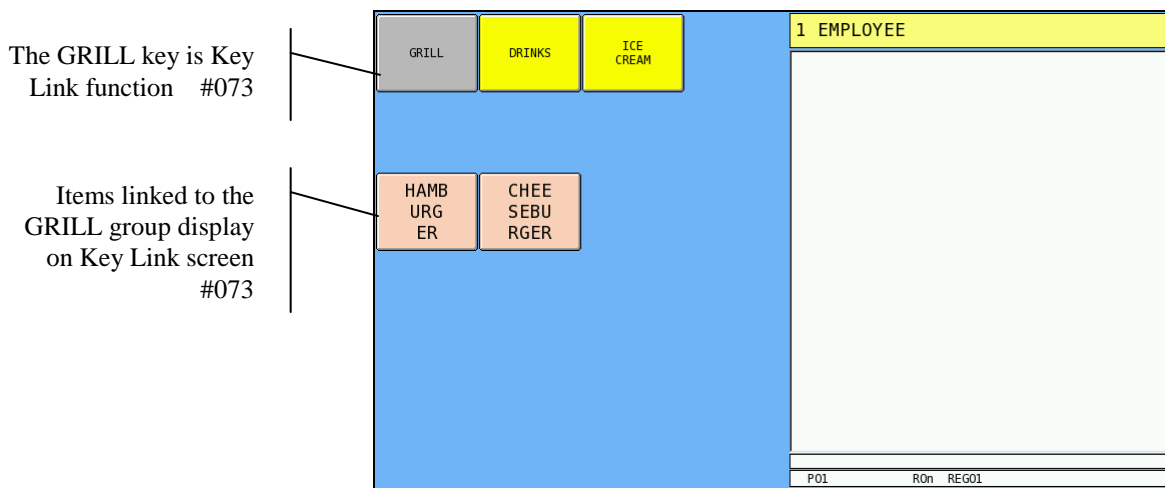 The GRILL key is Key
Link function #073
Items linked to the
GRILL group display
on Key Link screen
#073
GRILL
DRINKS
ICE
CREAM
HAMB
URG
ER
CHEE
SEBU
RGER
1 EMPLOYEE
P01 R0n REG01